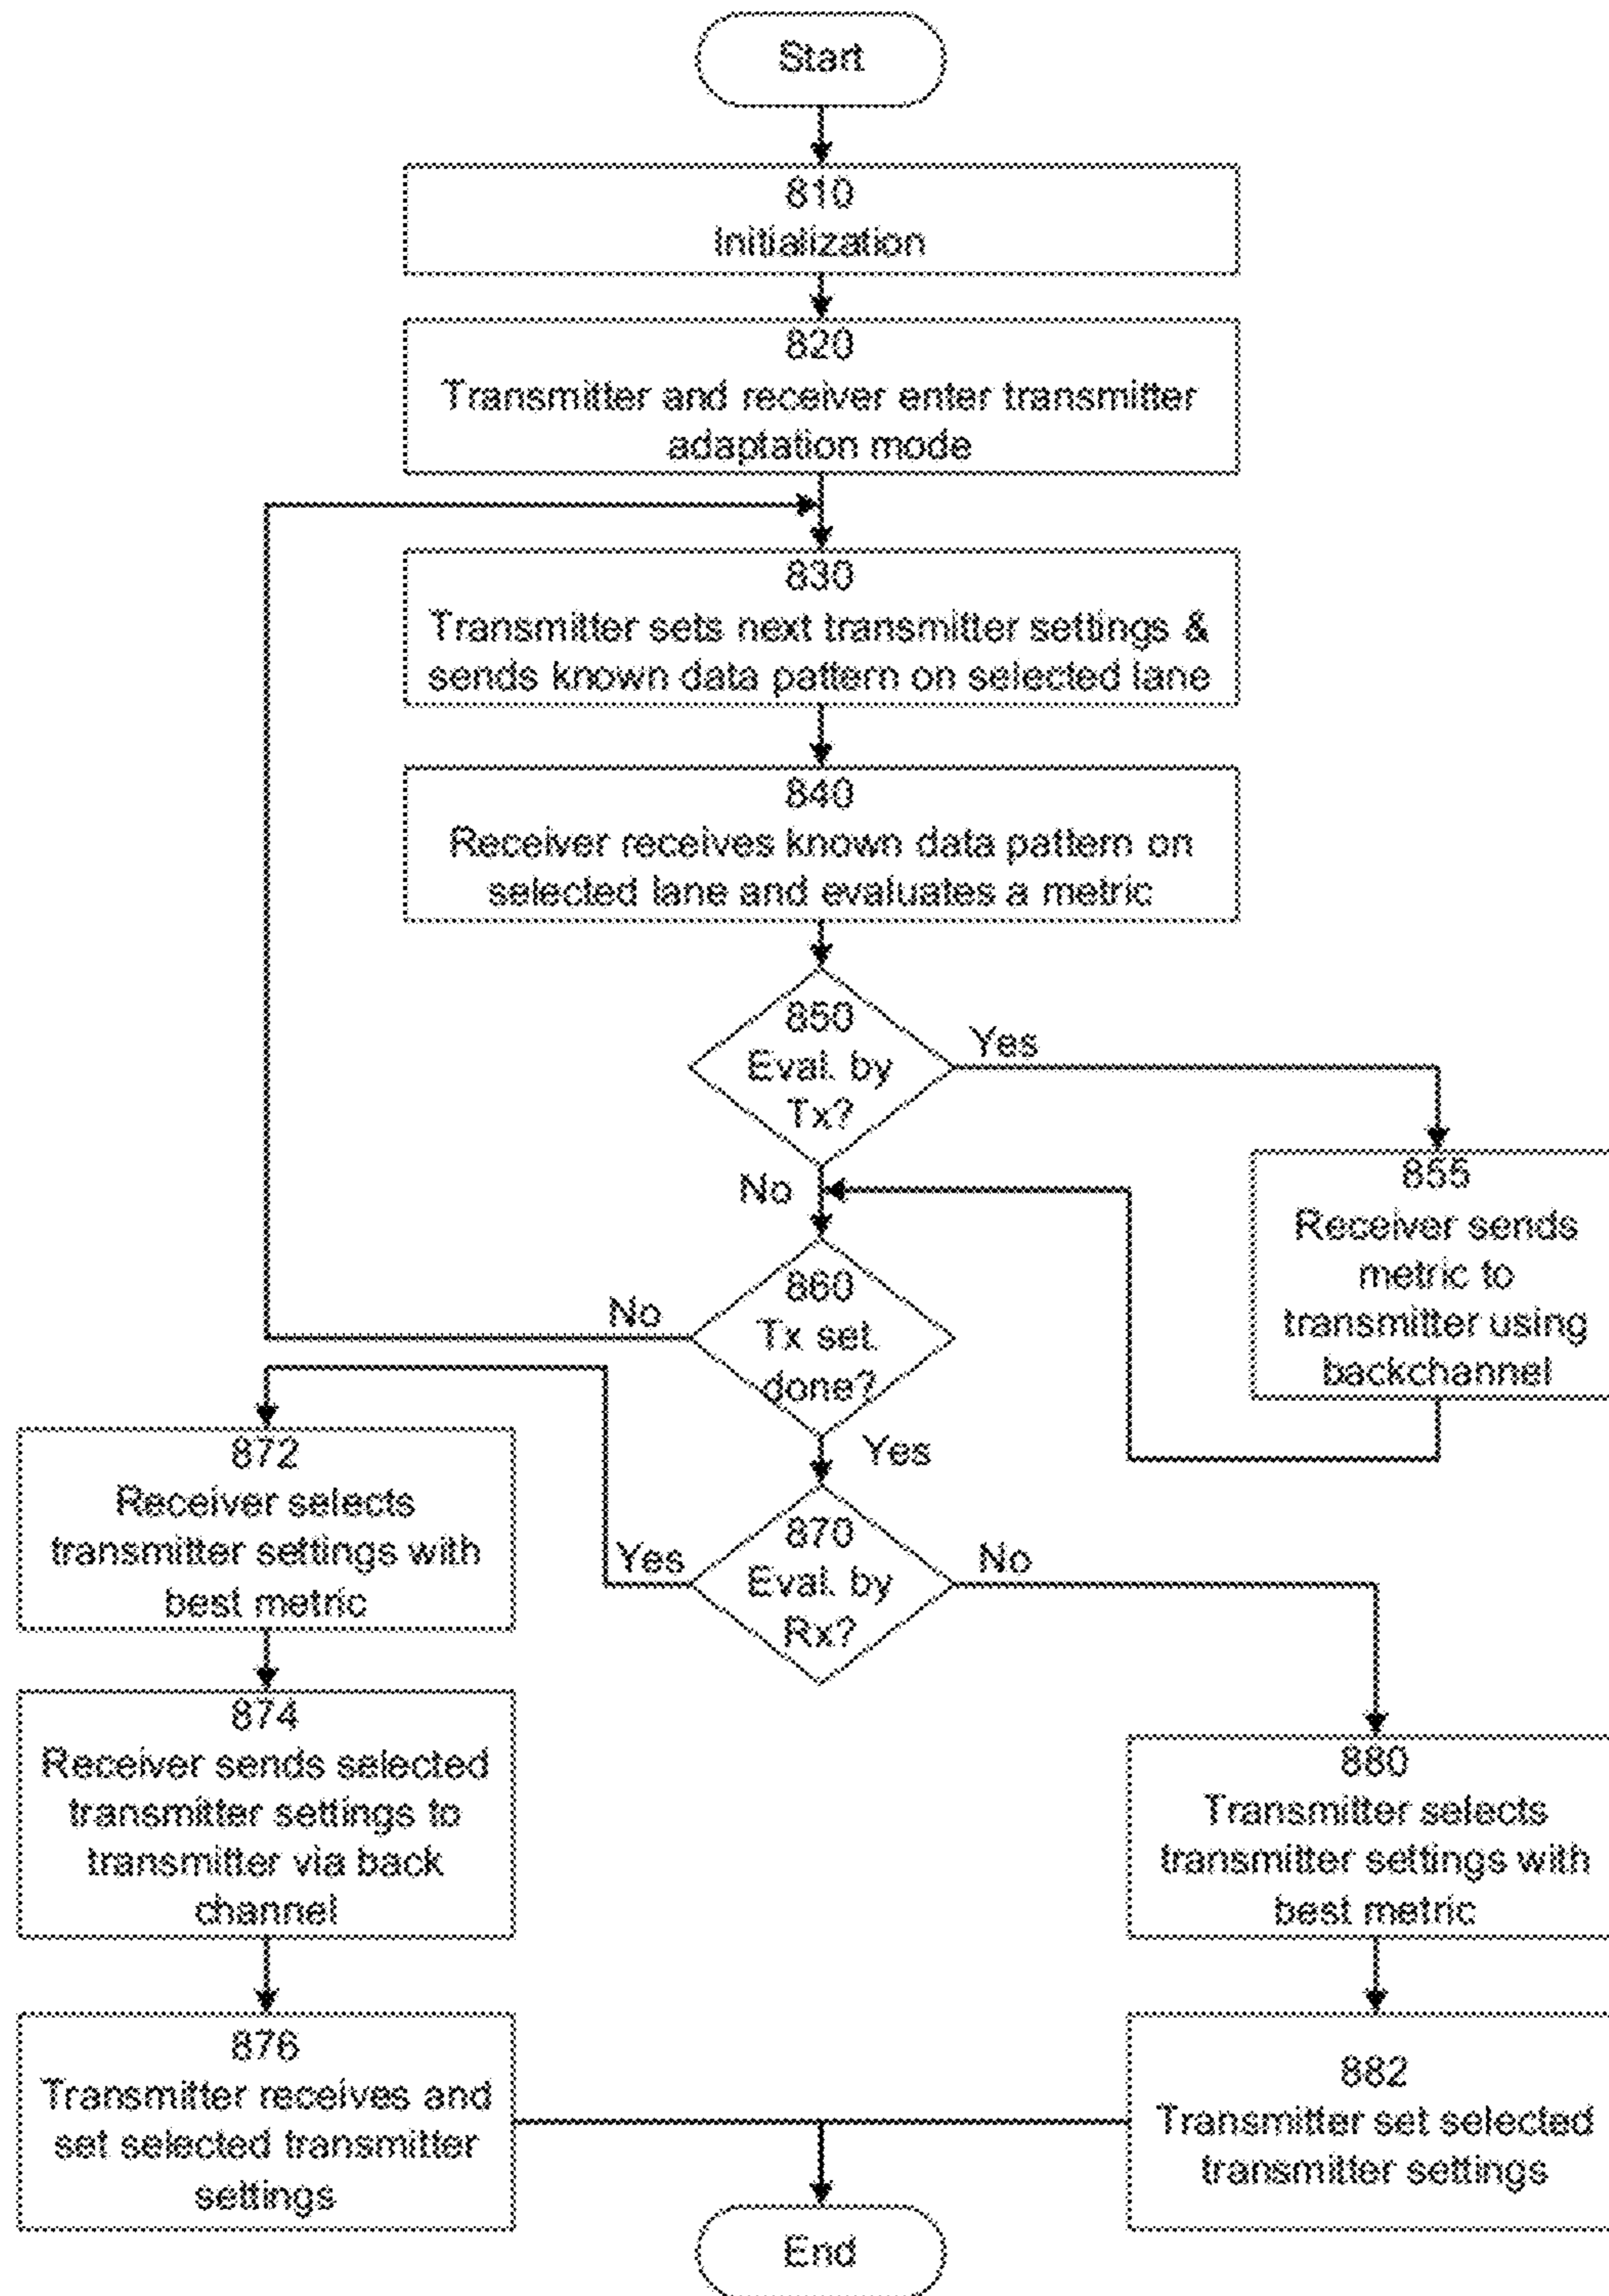 Start
810
Initialization
820
Transmitter and receiver enter transmitter
adaptation mode
830
Transmitter sets next transmitter settings &
sends known data pattern on selected lane
840
Receiver receives known data pattern on
selected lane and evaluates a metric
850
Eval. by
Tx?
Yes
No
855
Receiver sends
metric to
transmitter using
backchannel
860
Tx set.
done?
No
Yes
870
Eval. by
Rx?
Yes
No
872
Receiver selects
transmitter settings with
best metric
874
Receiver sends selected
transmitter settings to
transmitter via back
channel
876
Transmitter receives and
set selected transmitter
settings
880
Transmitter selects
transmitter settings with
best metric
882
Transmitter set selected
transmitter settings
End